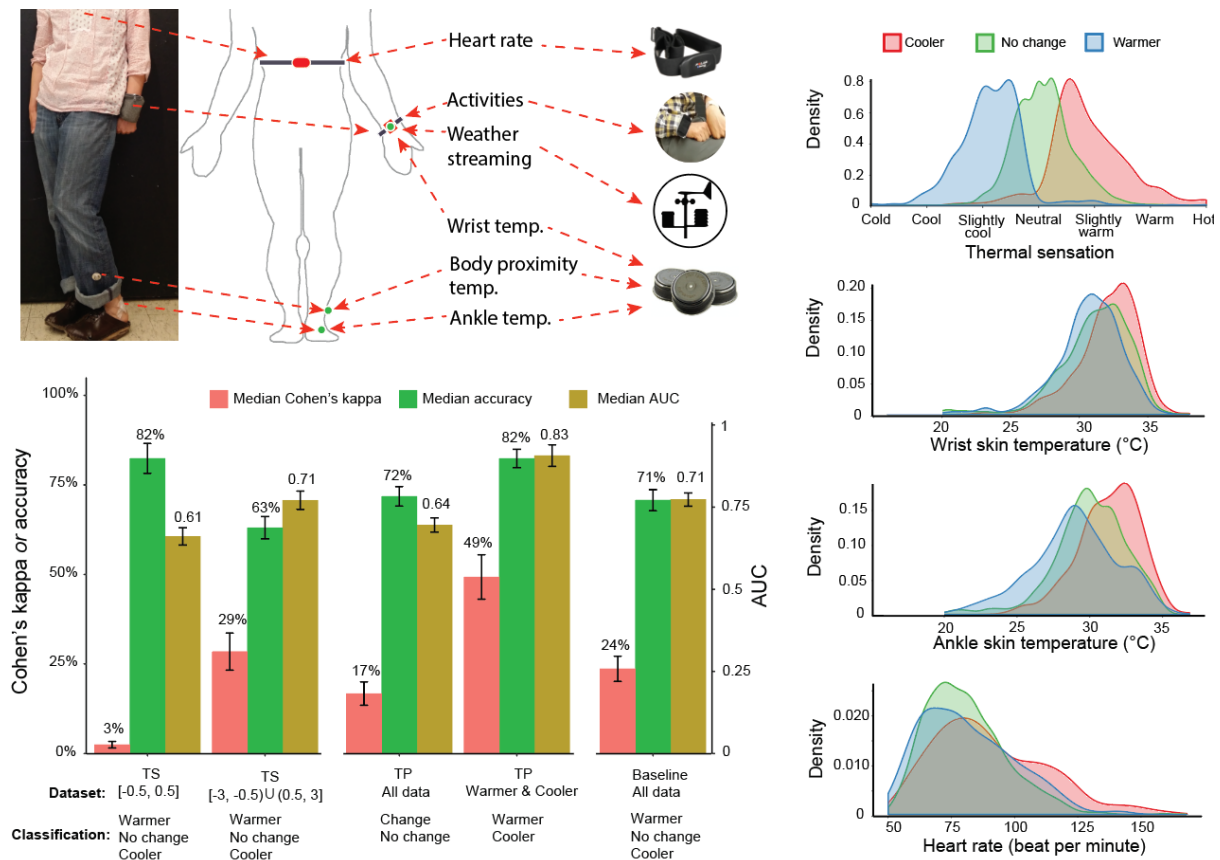 Heart rate
Activities
Weather
streaming
Wrist temp.
Body proximity
temp.
Ankle temp.
Cooler No change Warmer
Density
0.8
0.6
0.4
0.2
0
Cold Cool Slightly cool Neutral Slightly warm Warm Hot
Thermal sensation
Density
0.20
0.15
0.10
0.05
0
20 25 30 35
Wrist skin temperature (°C)
Density
0.15
0.10
0.05
0
20 25 30 35
Ankle skin temperature (°C)
Density
0.020
0.010
0
50 75 100 125 150
Heart rate (beat per minute)
Median Cohen's kappa Median accuracy Median AUC
Cohen's kappa or accuracy
100%
75%
50%
25%
0%
3% 82% 0.61
29% 63% 0.71
17% 72% 0.64
49% 82% 0.83
24% 71% 0.71
AUC
1
0.75
0.5
0.25
0
Dataset:
TS
[-0.5, 0.5]
TS
[-3, -0.5)∪(0.5, 3]
TP
All data
TP
Warmer & Cooler
Baseline
All data
Classification:
Warmer
No change
Cooler
Warmer
No change
Cooler
Change
No change
Warmer
Cooler
Warmer
No change
Cooler